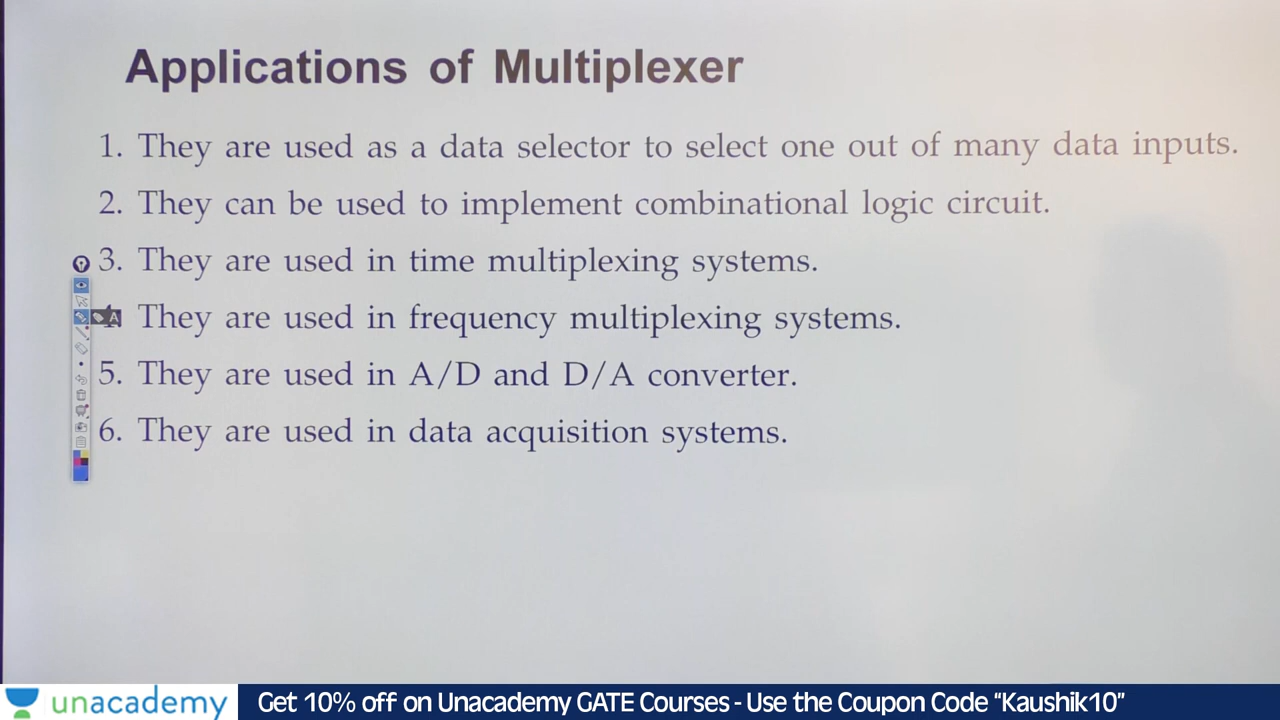 Applications of Multiplexer
1. They are used as a data selector to select one out of many data inputs.
2. They can be used to implement combinational logic circuit.
3. They are used in time multiplexing systems.
A They are used in frequency multiplexing systems.
5. They are used in A/D and D/A converter.
6. They are used in data acquisition systems.
unacademy Get 10% off on Unacademy GATE Courses - Use the Coupon Code “Kaushik10”